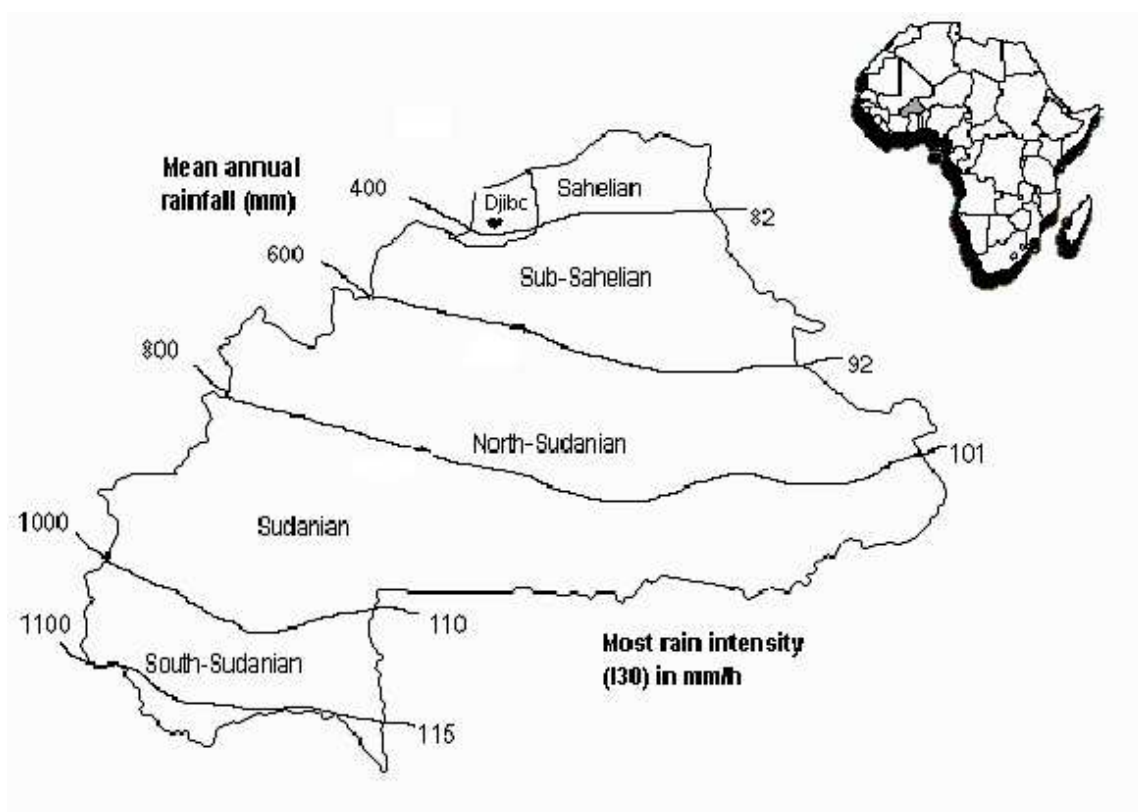 Mean annual
rainfall (mm)
400
Djibc
Sahelian
82
600
Sub-Sahelian
800
92
North-Sudanian
101
1000
Sudanian
1100
110
South-Sudanian
Most rain intensity
(I30) in mm/h
115